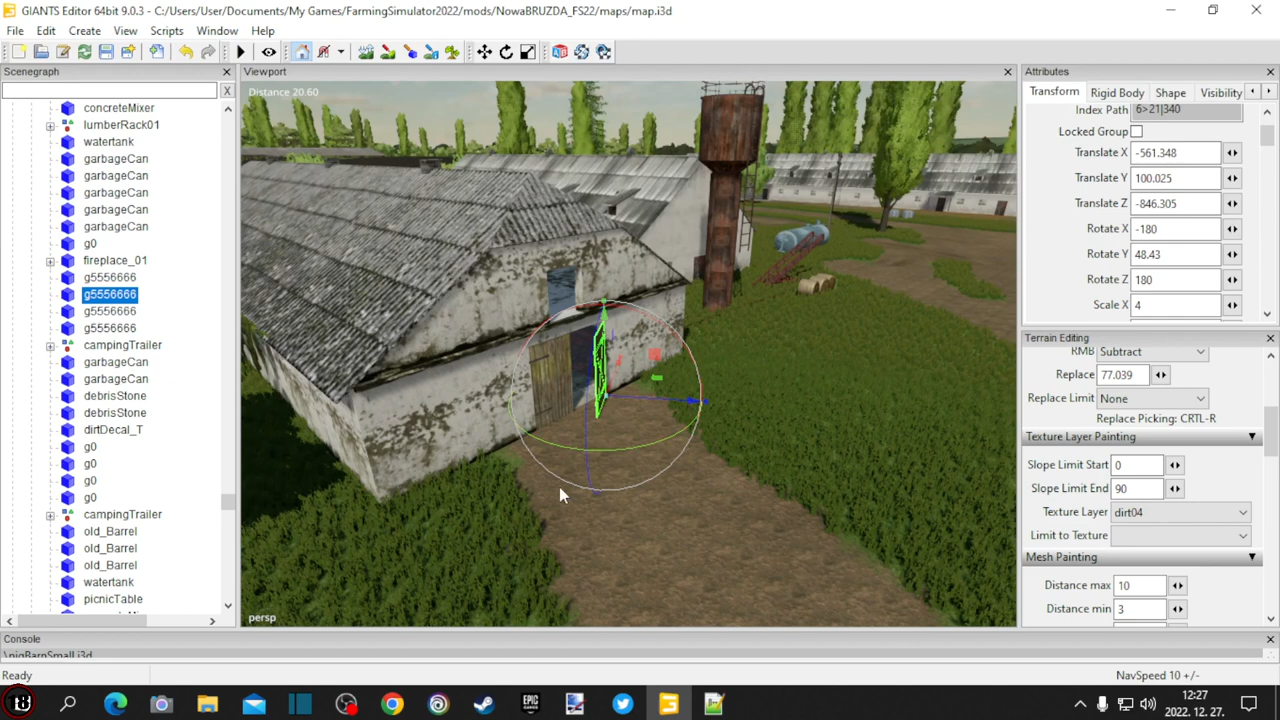 GIANTS Editor 64bit 9.0.3 - C:/Users/User/Documents/My Games/FarmingSimulator2022/mods/NowaBRUZDA_FS22/maps/map.i3d
File Edit Create View Scripts Window Help
Scenegraph
X
concreteMixer
lumberRack01
watertank
garbageCan
garbageCan
garbageCan
garbageCan
garbageCan
g0
fireplace_01
g5556666
g5556666
g5556666
g5556666
campingTrailer
garbageCan
garbageCan
debrisStone
debrisStone
dirtDecal_T
g0
g0
g0
g0
campingTrailer
old_Barrel
old_Barrel
old_Barrel
watertank
picnicTable
Viewport
Distance 20.60
persp
Attributes
Transform Rigid Body Shape Visibility
Index Path 6>21|340
Locked Group
Translate X -561.348
Translate Y 100.025
Translate Z -846.305
Rotate X -180
Rotate Y 48.43
Rotate Z 180
Scale X 4
Terrain Editing
RMB Subtract
Replace 77.039
Replace Limit None
Replace Picking: CRTL-R
Texture Layer Painting
Slope Limit Start 0
Slope Limit End 90
Texture Layer dirt04
Limit to Texture
Mesh Painting
Distance max 10
Distance min 3
Console
\pigBarnSmall.i3d
Ready
NavSpeed 10 +/-
EPIC
GAMES
12:27
2022. 12. 27.